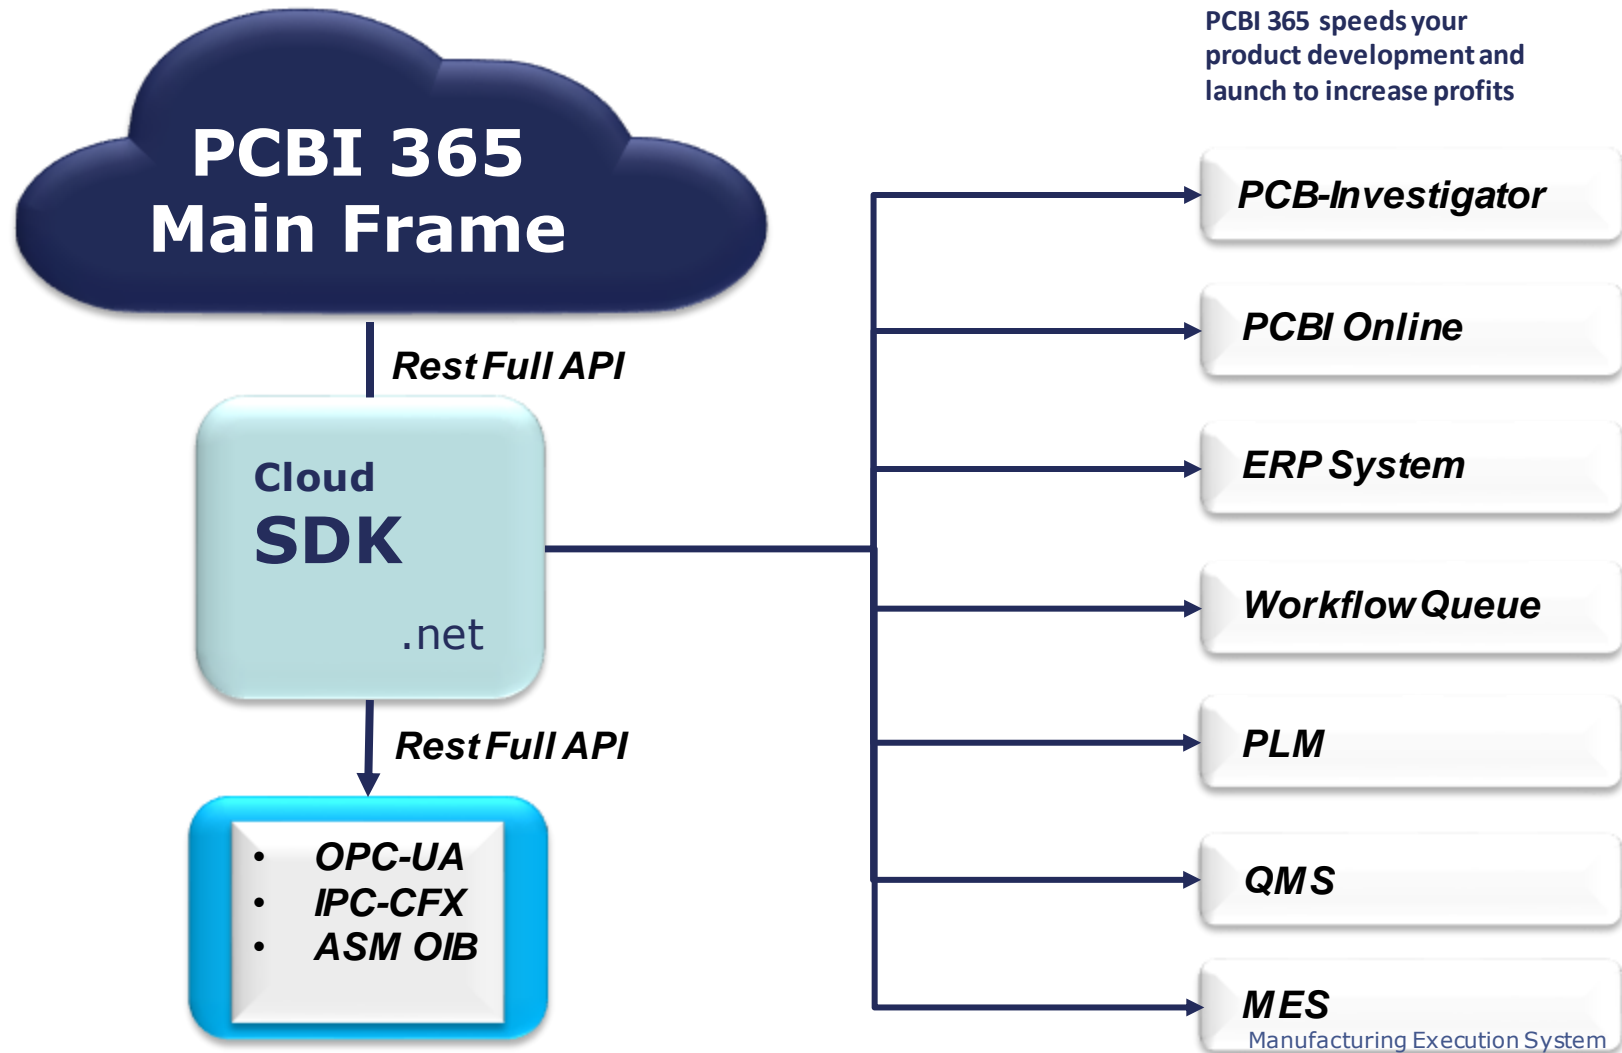 PCBI 365 speeds your
product development and
launch to increase profits
PCBI 365
Main Frame
Rest Full API
Cloud
SDK
.net
Rest Full API
• OPC-UA
• IPC-CFX
• ASM OIB
PCB-Investigator
PCBI Online
ERP System
Workflow Queue
PLM
QMS
MES
Manufacturing Execution System